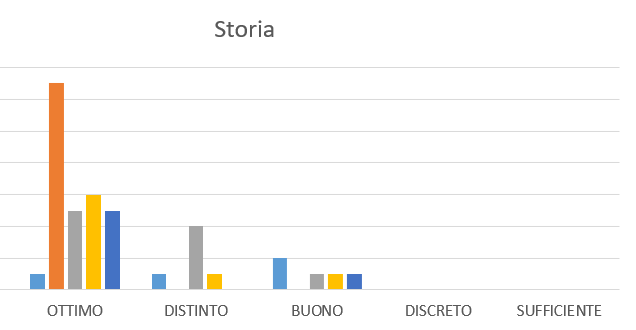 Storia
OTTIMO DISTINTO BUONO DISCRETO SUFFICIENTE